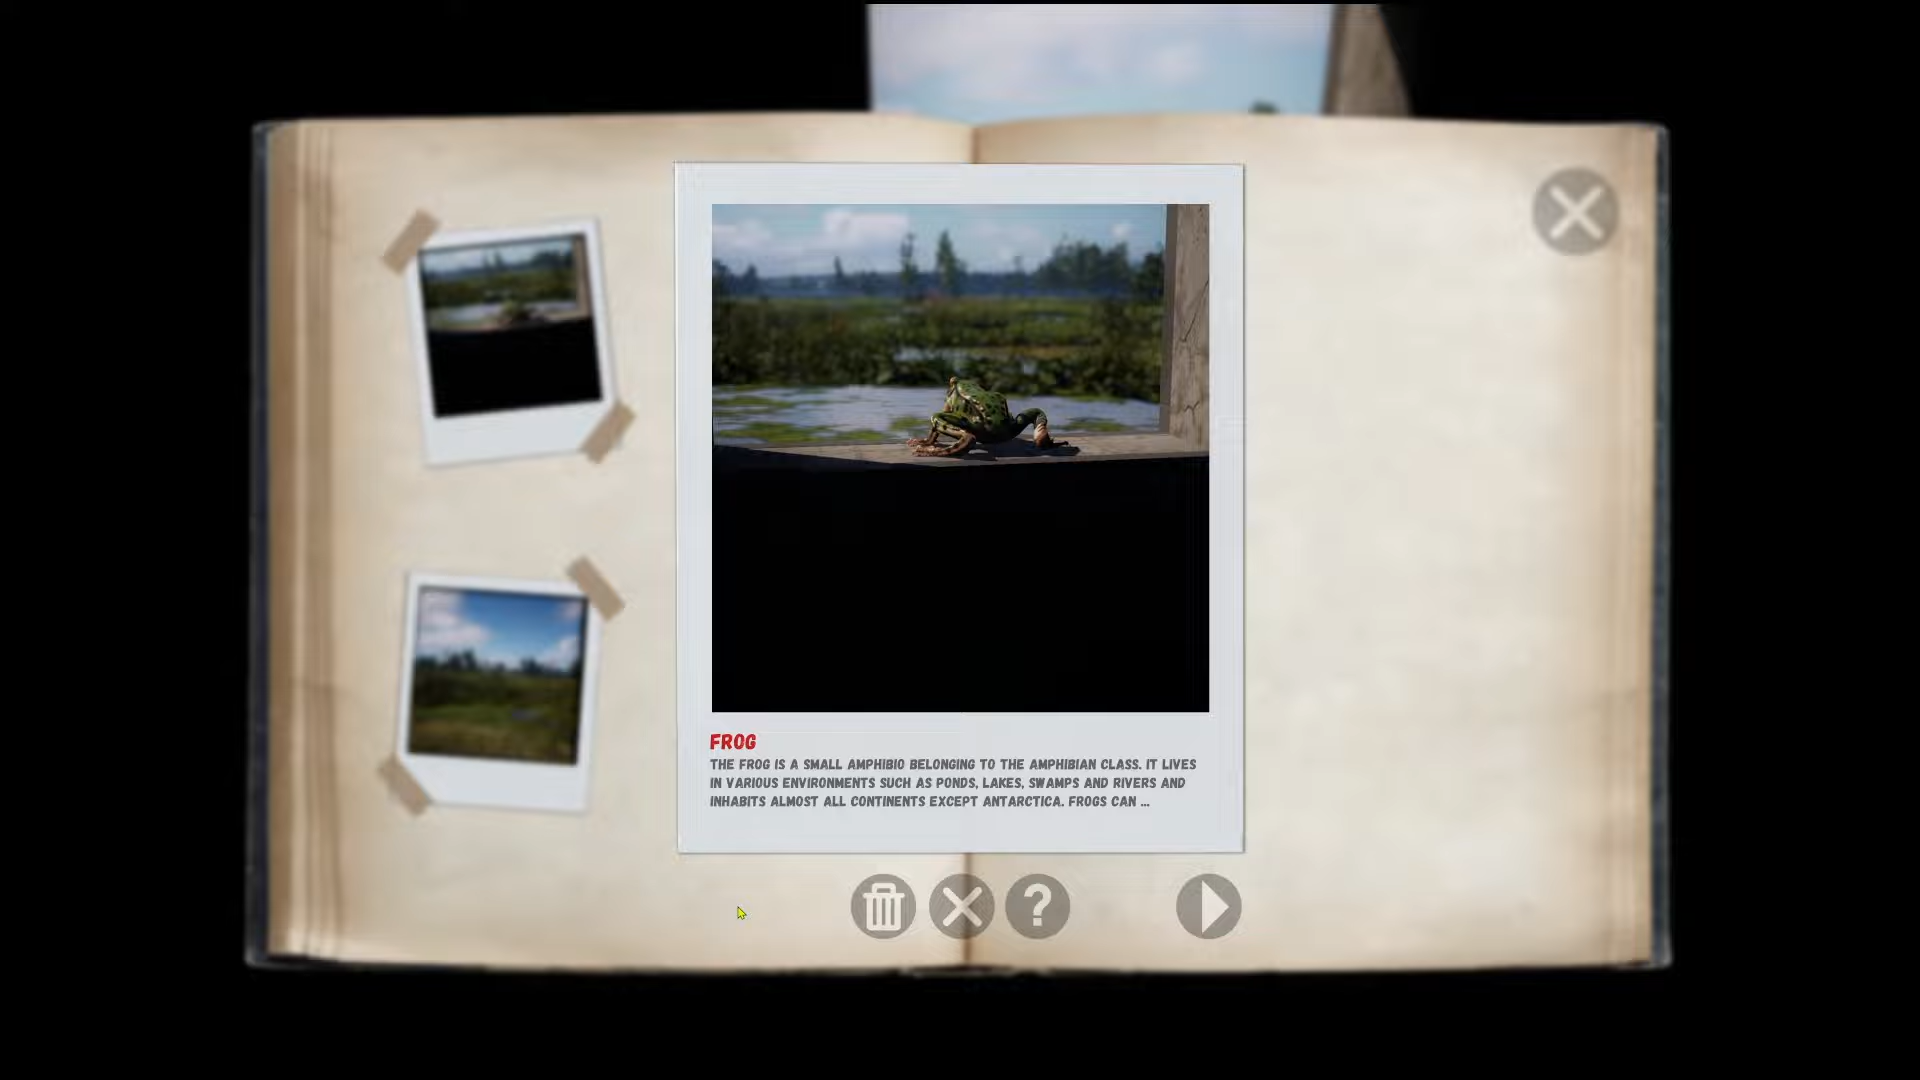 FROG
THE FROG IS A SMALL AMPHIBIO BELONGING TO THE AMPHIBIAN CLASS. IT LIVES
IN VARIOUS ENVIRONMENTS SUCH AS PONDS, LAKES, SWAMPS AND RIVERS AND
INHABITS ALMOST ALL CONTINENTS EXCEPT ANTARCTICA. FROGS CAN ...
?